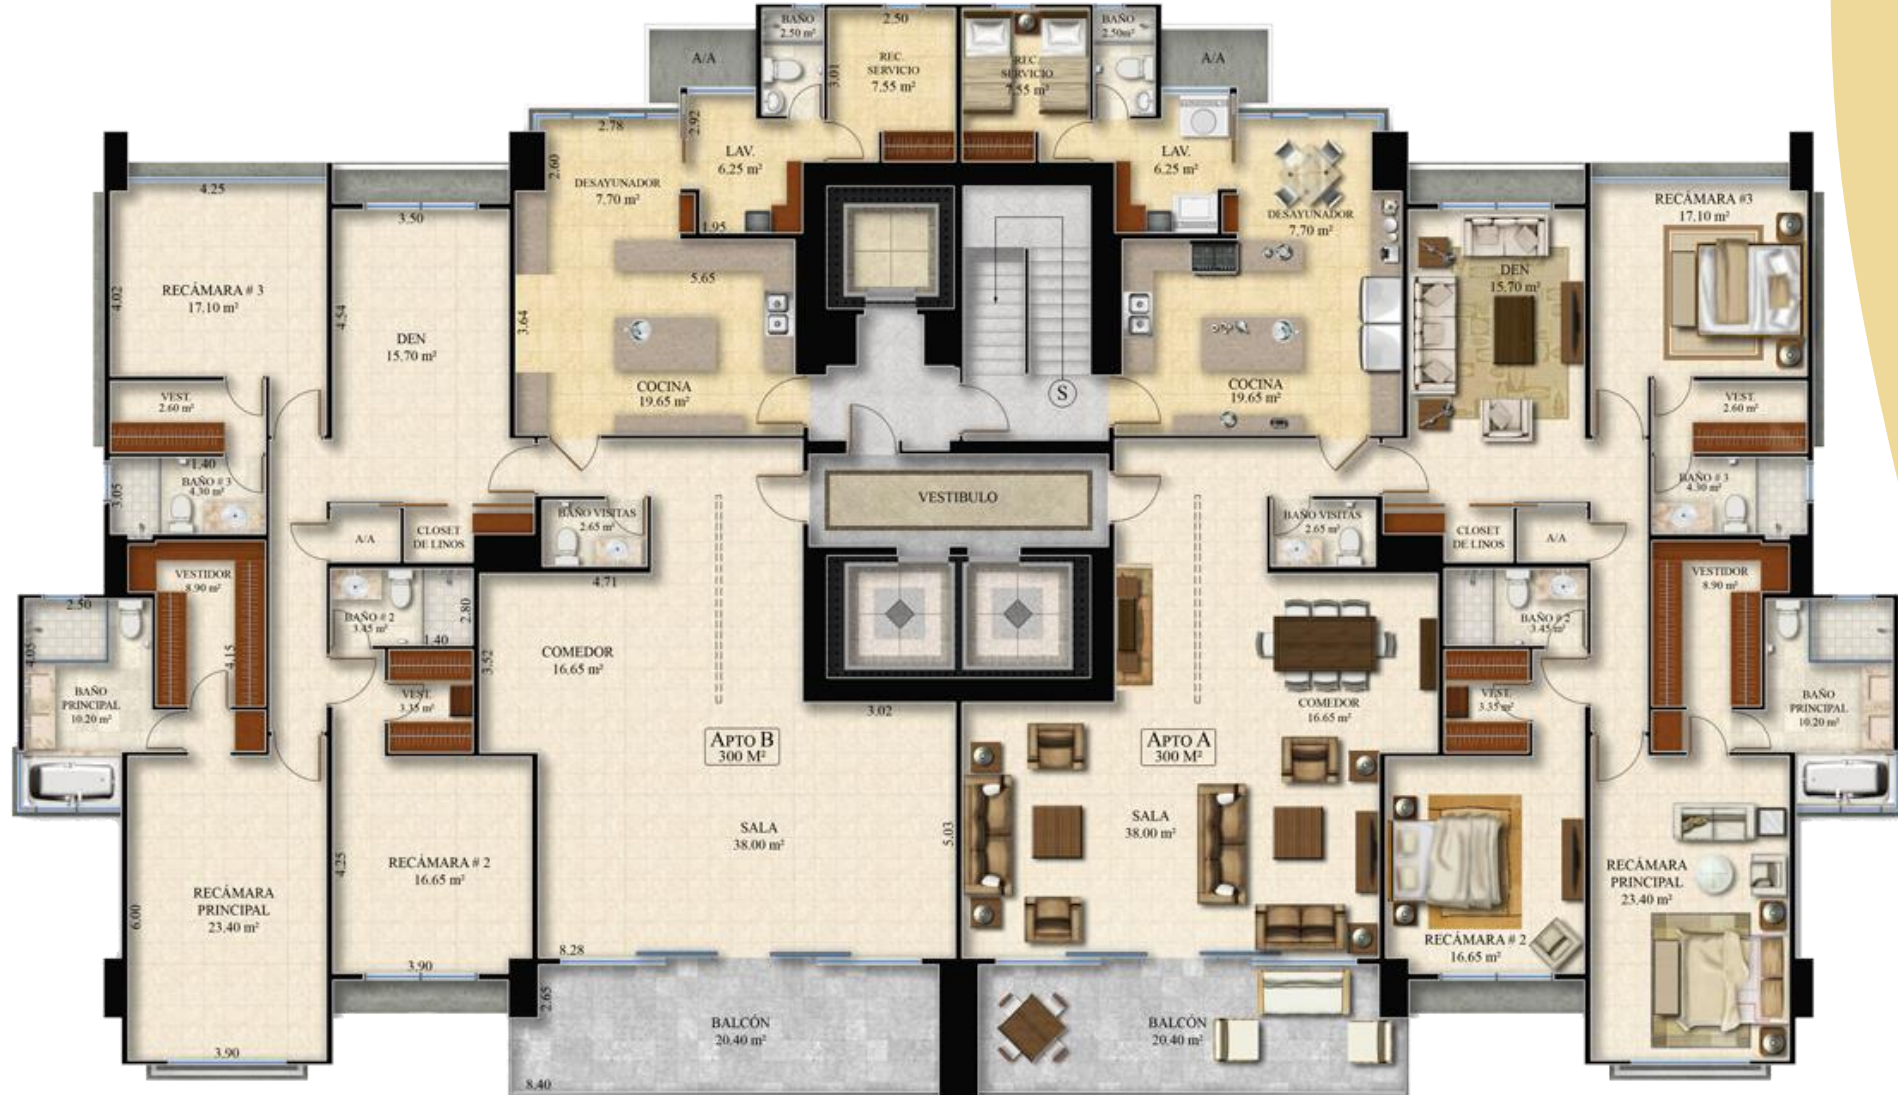 BAÑO
2.50 m²
2.50
REC.
SERVICIO
7.55 m²
3.01
A/A
REC.
SERVICIO
7.55 m²
BAÑO
2.50m²
A/A
2.78
2.92
2.60
LAV.
6.25 m²
DESAYUNADOR
7.70 m²
1.95
5.65
3.64
COCINA
19.65 m²
LAV.
6.25 m²
DESAYUNADOR
7.70 m²
COCINA
19.65 m²
S
4.25
4.02
RECÁMARA # 3
17.10 m²
3.50
4.54
DEN
15.70 m²
DEN
15.70 m²
RECÁMARA #3
17.10 m²
VEST.
2.60 m²
1.40
3.05
BAÑO # 3
4.30 m²
A/A
CLOSET
DE LINOS
BAÑO VISITAS
2.65 m²
VESTIBULO
BAÑO VISITAS
2.65 m²
CLOSET
DE LINOS
A/A
VEST.
2.60 m²
BAÑO # 3
4.30 m²
VESTIDOR
8.90 m²
4.15
2.50
4.05
BAÑO
PRINCIPAL
10.20 m²
BAÑO # 2
3.45 m²
2.80
1.40
VEST.
3.35 m²
4.71
3.52
COMEDOR
16.65 m²
3.02
APTO B
300 M²
APTO A
300 M²
COMEDOR
16.65 m²
BAÑO # 2
3.45 m²
VEST.
3.35 m²
VESTIDOR
8.90 m²
BAÑO
PRINCIPAL
10.20 m²
RECÁMARA
PRINCIPAL
23.40 m²
6.00
3.90
4.25
RECÁMARA # 2
16.65 m²
3.90
SALA
38.00 m²
5.03
8.28
SALA
38.00 m²
RECÁMARA # 2
16.65 m²
RECÁMARA
PRINCIPAL
23.40 m²
2.65
BALCÓN
20.40 m²
8.40
BALCÓN
20.40 m²